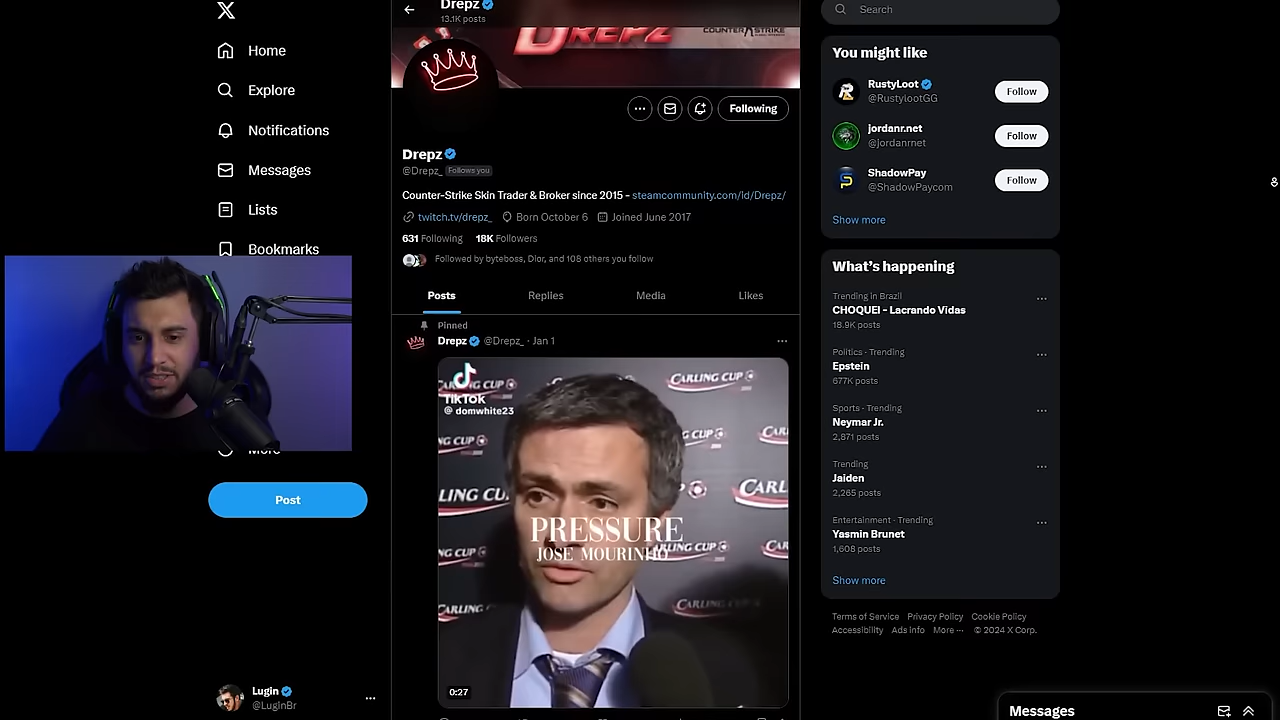 Home
Explore
Notifications
Messages
Lists
Bookmarks
More
Post
Lugin
@LuginBr
Drepz
13.1K posts
DREPZ
COUNTER STRIKE
Following
Drepz
@Drepz_ Follows you
Counter-Strike Skin Trader & Broker since 2015 - steamcommunity.com/id/Drepz/
twitch.tv/drepz_ Born October 6 Joined June 2017
631 Following 18K Followers
Followed by byteboss, Dior, and 108 others you follow
Posts Replies Media Likes
Pinned
Drepz @Drepz_ · Jan 1
TikTok
@ domwhite23
CARLING CUP
PRESSURE
JOSE MOURINHO
0:27
Search
You might like
RustyLoot
@RustylootGG
Follow
jordanr.net
@jordanrnet
Follow
ShadowPay
@ShadowPaycom
Follow
Show more
What's happening
Trending in Brazil
CHOQUEI - Lacrando Vidas
18.9K posts
Politics · Trending
Epstein
677K posts
Sports · Trending
Neymar Jr.
2,871 posts
Trending
Jaiden
2,265 posts
Entertainment · Trending
Yasmin Brunet
1,608 posts
Show more
Terms of Service Privacy Policy Cookie Policy
Accessibility Ads info More ··· © 2024 X Corp.
Messages